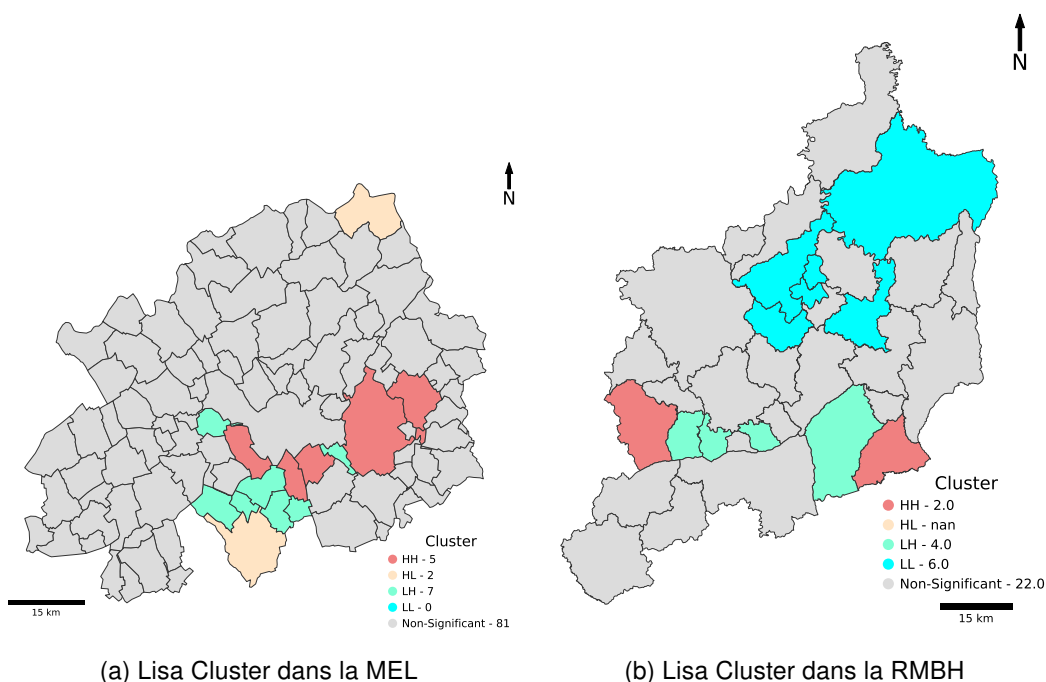 N
N
Cluster
HH - 5
HL - 2
LH - 7
LL - 0
Non-Significant - 81
15 km
Cluster
HH - 2.0
HL - nan
LH - 4.0
LL - 6.0
Non-Significant - 22.0
15 km
(a) Lisa Cluster dans la MEL
(b) Lisa Cluster dans la RMBH